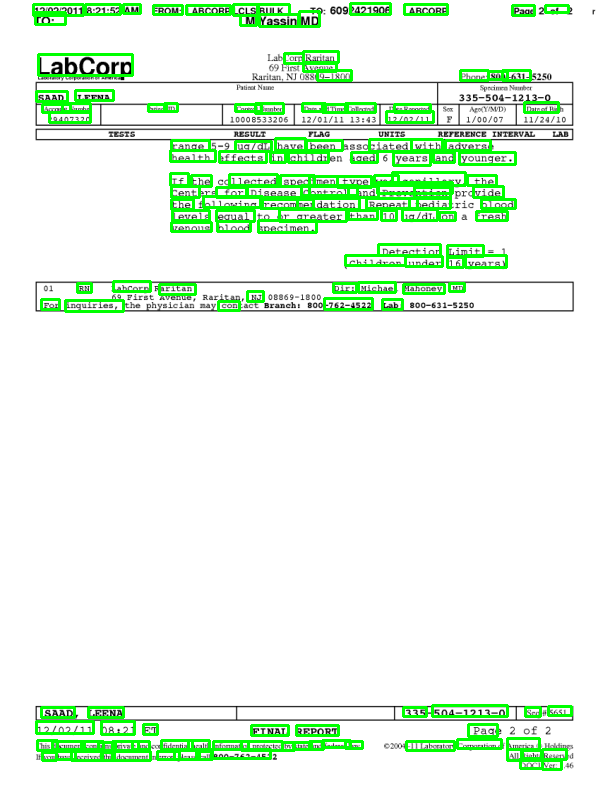 12/02/2011 8:21:52 AM FROM: LABCORP LCLS BULK TO: 6092421906 LABCORP Page 2 of 2
TO: M Yassin MD
LabCorp
Laboratory Corporation of America
LabCorp Raritan
69 First Avenue
Raritan, NJ 08869-1800
Phone: 800-631-5250
Patient Name Specimen Number
SAAD, LEENA 335-504-1213-0
Account Number Patient ID Control Number Date/Time Collected Date Reported Sex Age(Y/M/D) Date of Birth
29407320 10008533206 12/01/11 13:43 12/02/11 F 1/00/07 11/24/10
TESTS RESULT FLAG UNITS REFERENCE INTERVAL LAB
range 5-9 ug/dL have been associated with adverse
health effects in children aged 6 years and younger.
If the collected specimen type was capillary, the
Centers for Disease Control and Prevention provide
the following recommendation: Repeat pediatric blood
levels equal to or greater than 10 ug/dL on a fresh
venous blood specimen.
Detection Limit = 1
(Children under 16 years)
01 RN LabCorp Raritan Dir: Michael Mahoney MD
69 First Avenue, Raritan, NJ 08869-1800
For inquiries, the physician may contact Branch: 800-762-4522 Lab: 800-631-5250
SAAD, LEENA 335-504-1213-0 Seq # 5651
12/02/11 08:21 ET FINAL REPORT Page 2 of 2
This document contains private and confidential health information protected by state and federal law. ©2004-11 Laboratory Corporation of America Holdings
If you have received this document in error, please call 800-762-4522 All Rights Reserved
DOC1 Ver: 1.46